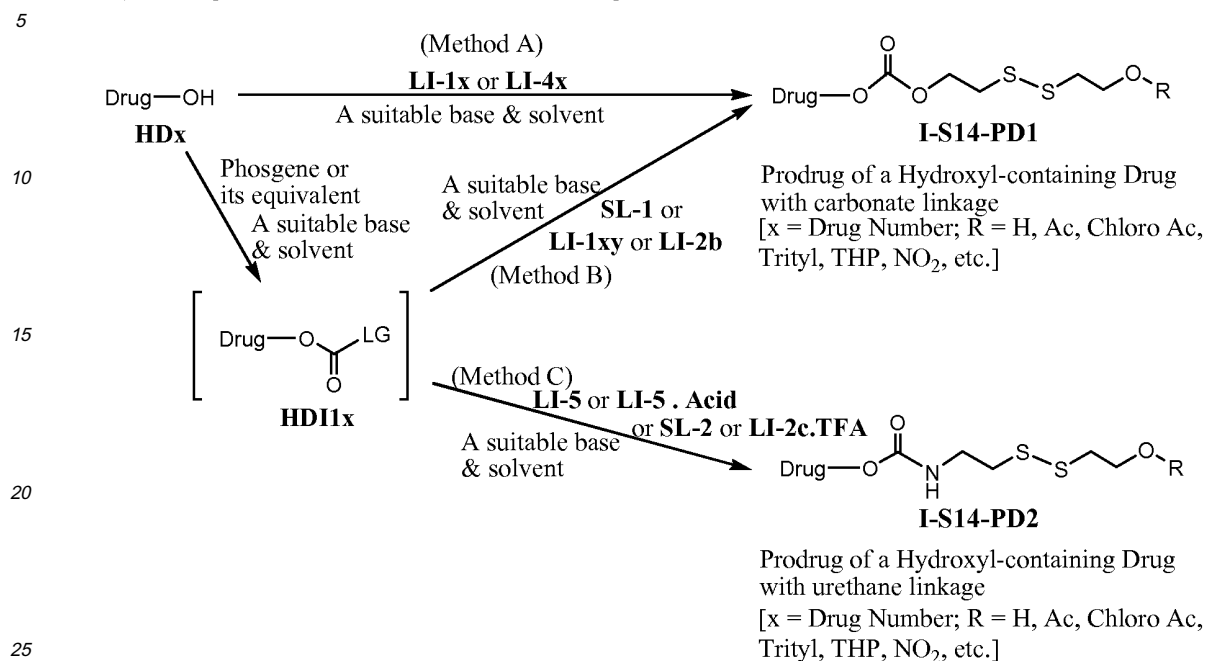 5
(Method A)
LI-1x or LI-4x
A suitable base & solvent
Drug—OH
HDx
Drug O O O S S O R
I-S14-PD1
Prodrug of a Hydroxyl-containing Drug
with carbonate linkage
[x = Drug Number; R = H, Ac, Chloro Ac,
Trityl, THP, NO2, etc.]
10
Phosgene or
its equivalent
A suitable base
& solvent
A suitable base
& solvent
SL-1 or
LI-1xy or LI-2b
(Method B)
15
Drug O LG O
HDI1x
(Method C)
LI-5 or LI-5 . Acid
or SL-2 or LI-2c.TFA
A suitable base
& solvent
20
Drug O O N H S S O R
I-S14-PD2
Prodrug of a Hydroxyl-containing Drug
with urethane linkage
[x = Drug Number; R = H, Ac, Chloro Ac,
Trityl, THP, NO2, etc.]
25